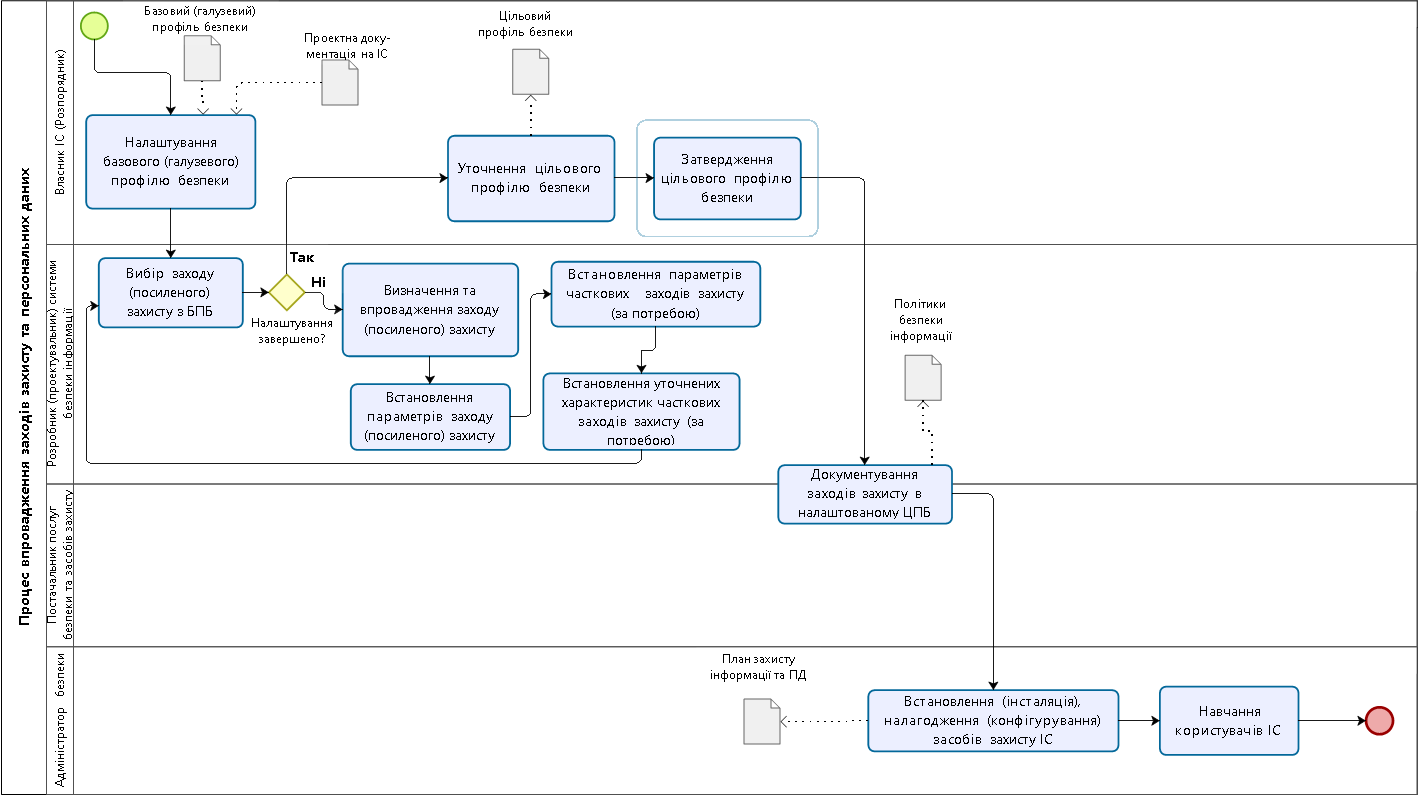 Процес впровадження заходів захисту та персональних даних
Власник ІС (Розпорядник)
Базовий (галузевий)
профіль безпеки
Проектна доку-
ментація на ІС
Цільовий
профіль безпеки
Налаштування
базового (галузевого)
профілю безпеки
Уточнення цільового
профілю безпеки
Затвердження
цільового профілю
безпеки
Розробник (проектувальник) системи
безпеки інформації
Вибір заходу
(посиленого)
захисту з БПБ
Так
Ні
Налаштування
завершено?
Визначення та
впровадження заходу
(посиленого) захисту
Встановлення параметрів
часткових заходів захисту
(за потребою)
Встановлення
параметрів заходу
(посиленого) захисту
Встановлення уточнених
характеристик часткових
заходів захисту (за
потребою)
Політики
безпеки
інформації
Документування
заходів захисту в
налаштованому ЦПБ
Постачальник послуг
безпеки та засобів захисту
Адміністратор безпеки
План захисту
інформації та ПД
Встановлення (інсталяція),
налагодження (конфігурування)
засобів захисту ІС
Навчання
користувачів ІС